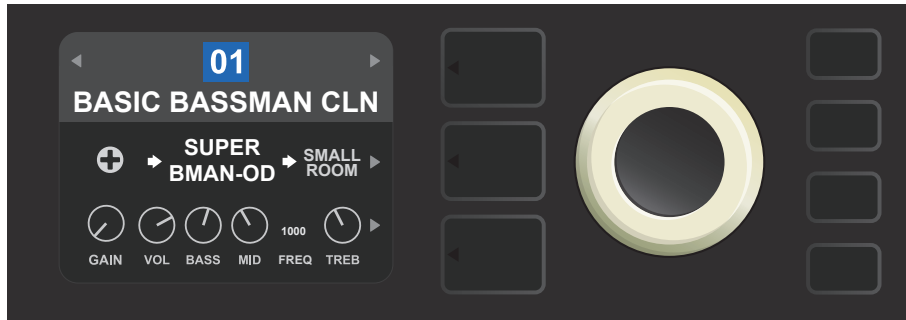 01
BASIC BASSMAN CLN
SUPER
BMAN-OD
SMALL
ROOM
1000
GAIN VOL BASS MID FREQ TREB